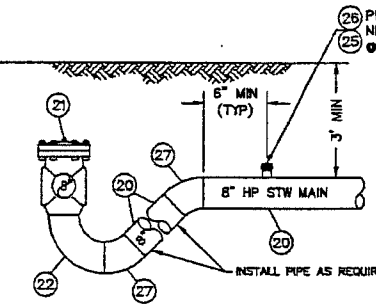 26 P
25
21
6" MIN
(TYP)
3' MIN
27
20
8"
8" HP STW MAIN
20
8"
INSTALL PIPE AS REQUIR
22
27